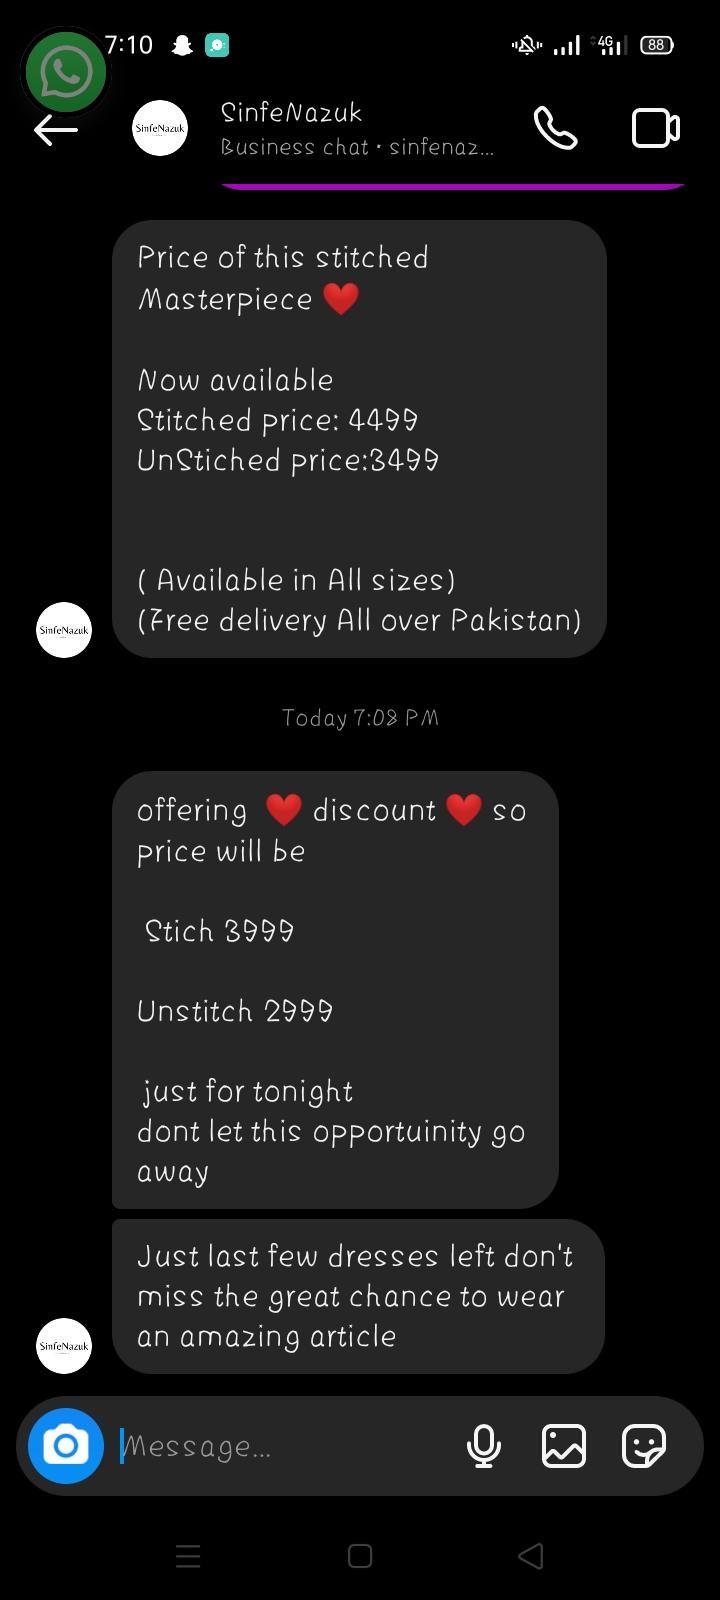 7:10
4G
88
SinfeNazuk
SinfeNazuk
Business chat • sinfenaz...
Price of this stitched
Masterpiece ❤️
Now available
Stitched price: 4499
UnStiched price:3499
( Available in All sizes)
(Free delivery All over Pakistan)
SinfeNazuk
Today 7:08 PM
offering ❤️ discount ❤️ so
price will be
Stich 3999
Unstitch 2999
just for tonight
dont let this opportuinity go
away
Just last few dresses left don't
miss the great chance to wear
an amazing article
SinfeNazuk
Message...